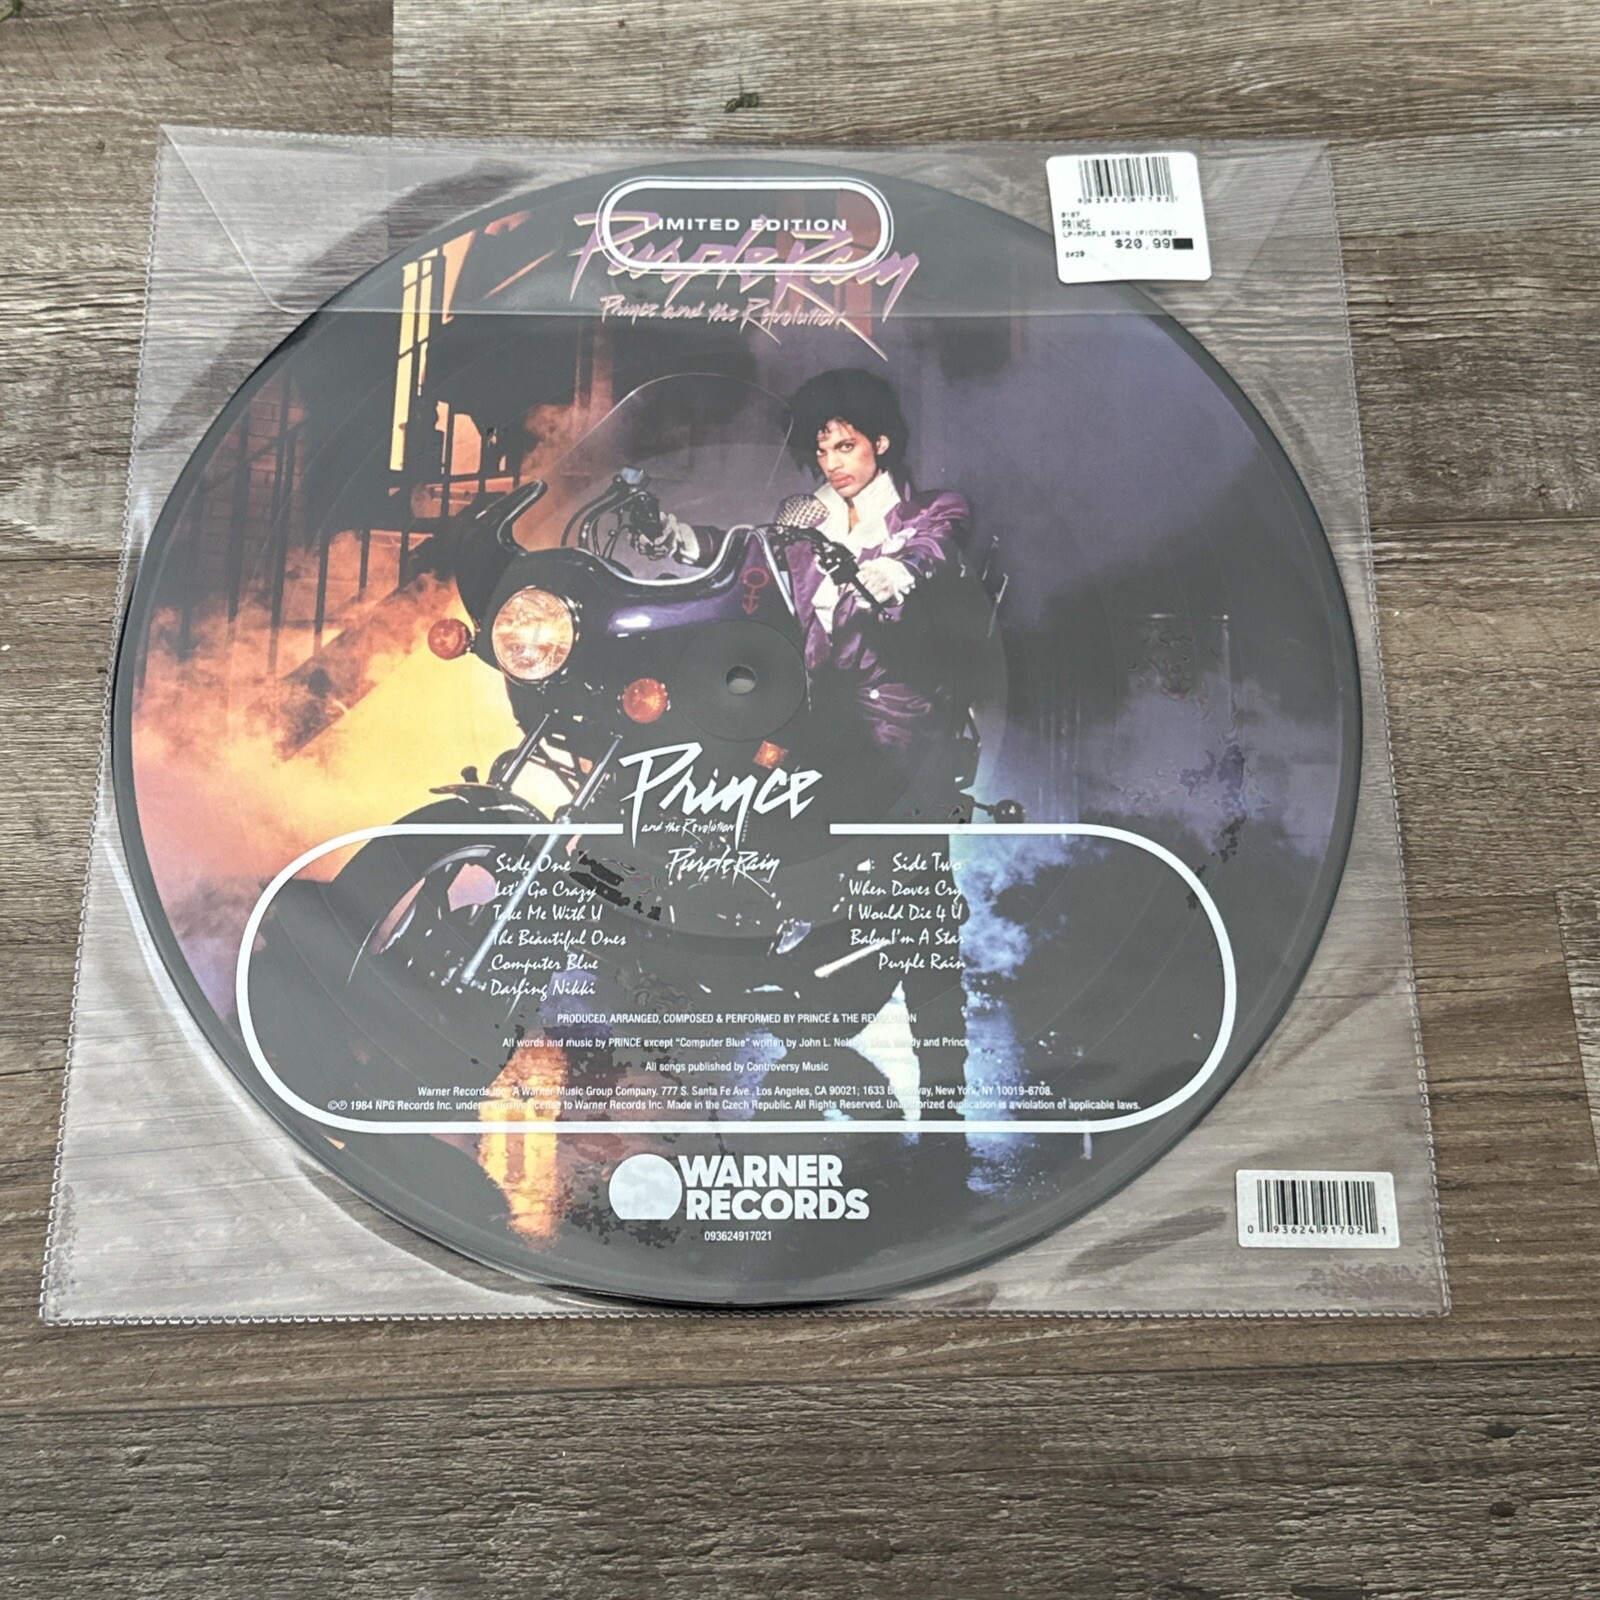 LIMITED EDITION
Purple Rain
Prince and the Revolution
PRINCE
LP-PURPLE RAIN (PICTURE)
$20.99
Prince
and the Revolution
Purple Rain
Side One
Let's Go Crazy
Take Me With U
The Beautiful Ones
Computer Blue
Darling Nikki
Side Two
When Doves Cry
I Would Die 4 U
Baby I'm A Star
Purple Rain
PRODUCED, ARRANGED, COMPOSED & PERFORMED BY PRINCE & THE REVOLUTION
All words and music by PRINCE except "Computer Blue" written by John L. Nelson, Lisa, Wendy and Prince
All songs published by Controversy Music
Warner Records Inc. A Warner Music Group Company. 777 S. Santa Fe Ave., Los Angeles, CA 90021; 1633 Broadway, New York, NY 10019-6708.
©℗ 1984 NPG Records Inc. under exclusive license to Warner Records Inc. Made in the Czech Republic. All Rights Reserved. Unauthorized duplication is a violation of applicable laws.
WARNER
RECORDS
093624917021
0 93624 91702 1